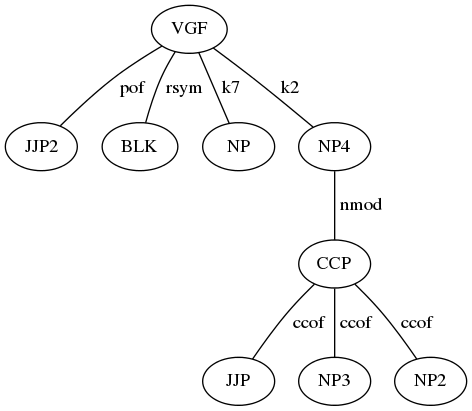 VGF
pof rsym k7 k2
JJP2 BLK NP NP4
nmod
CCP
ccof ccof ccof
JJP NP3 NP2